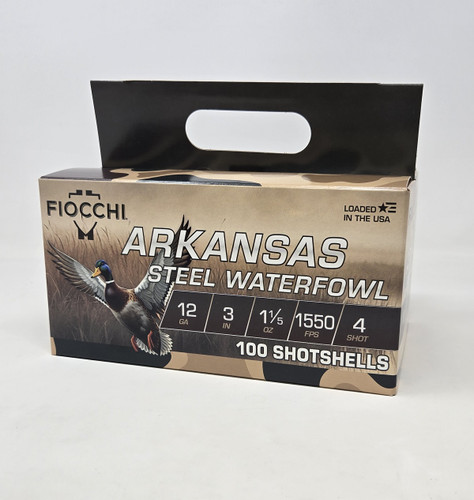 FIOCCHI
LOADED
IN THE USA
ARKANSAS
STEEL WATERFOWL
12 GA
3 IN
1 1/5 OZ
1550 FPS
4 SHOT
100 SHOTSHELLS